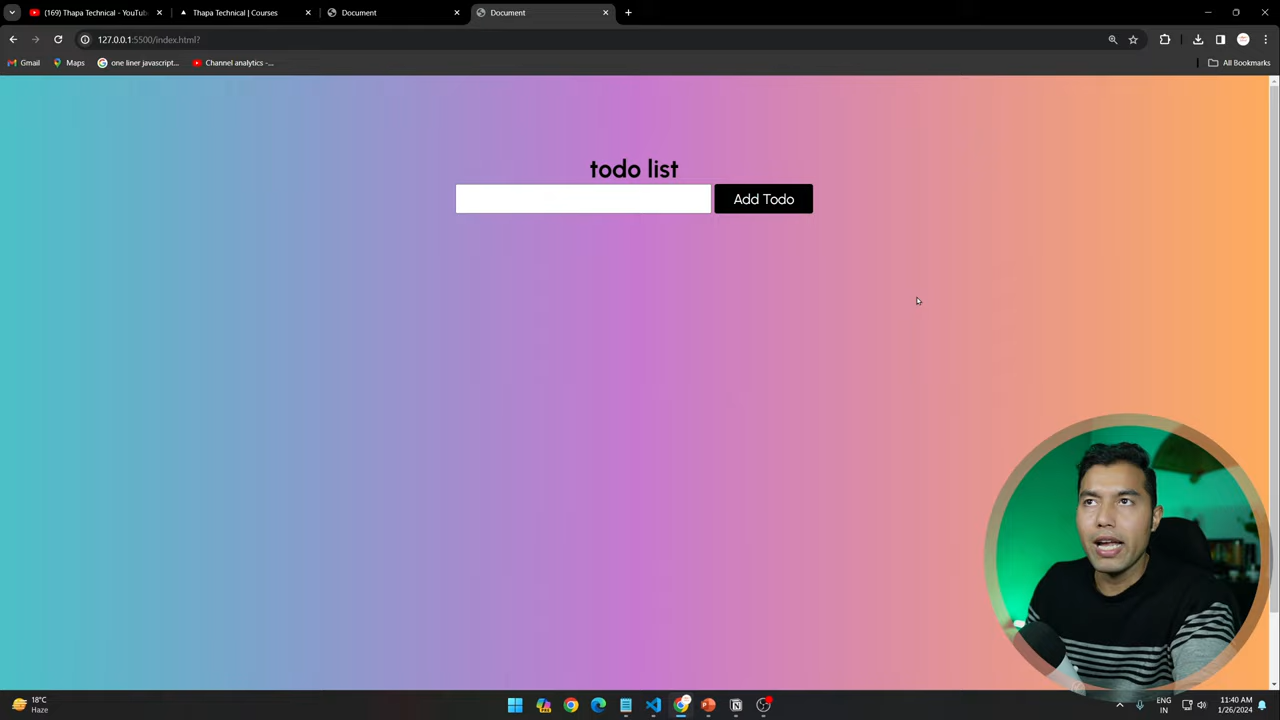 (169) Thapa Technical - YouTub
Thapa Technical | Courses
Document
Document
127.0.0.1:5500/index.html?
Gmail
Maps
one liner javascript...
Channel analytics -...
All Bookmarks
todo list
Add Todo
18°C
Haze
ENG
IN
11:40 AM
1/26/2024